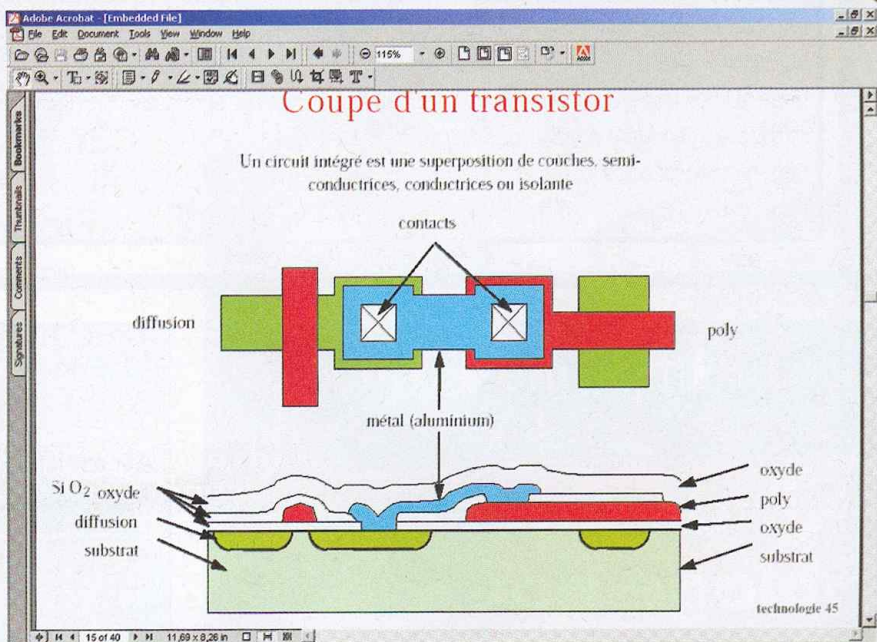 Adobe Acrobat - [Embedded File]
File Edit Document Tools View Window Help
115%
Bookmarks
Thumbnails
Comments
Signatures
Coupe d'un transistor
Un circuit intégré est une superposition de couches, semi-
conductrices, conductrices ou isolante
contacts
diffusion
poly
métal (aluminium)
Si O2 oxyde
diffusion
substrat
oxyde
poly
oxyde
substrat
technologie 45
15 of 40
11,69 x 8,26 in